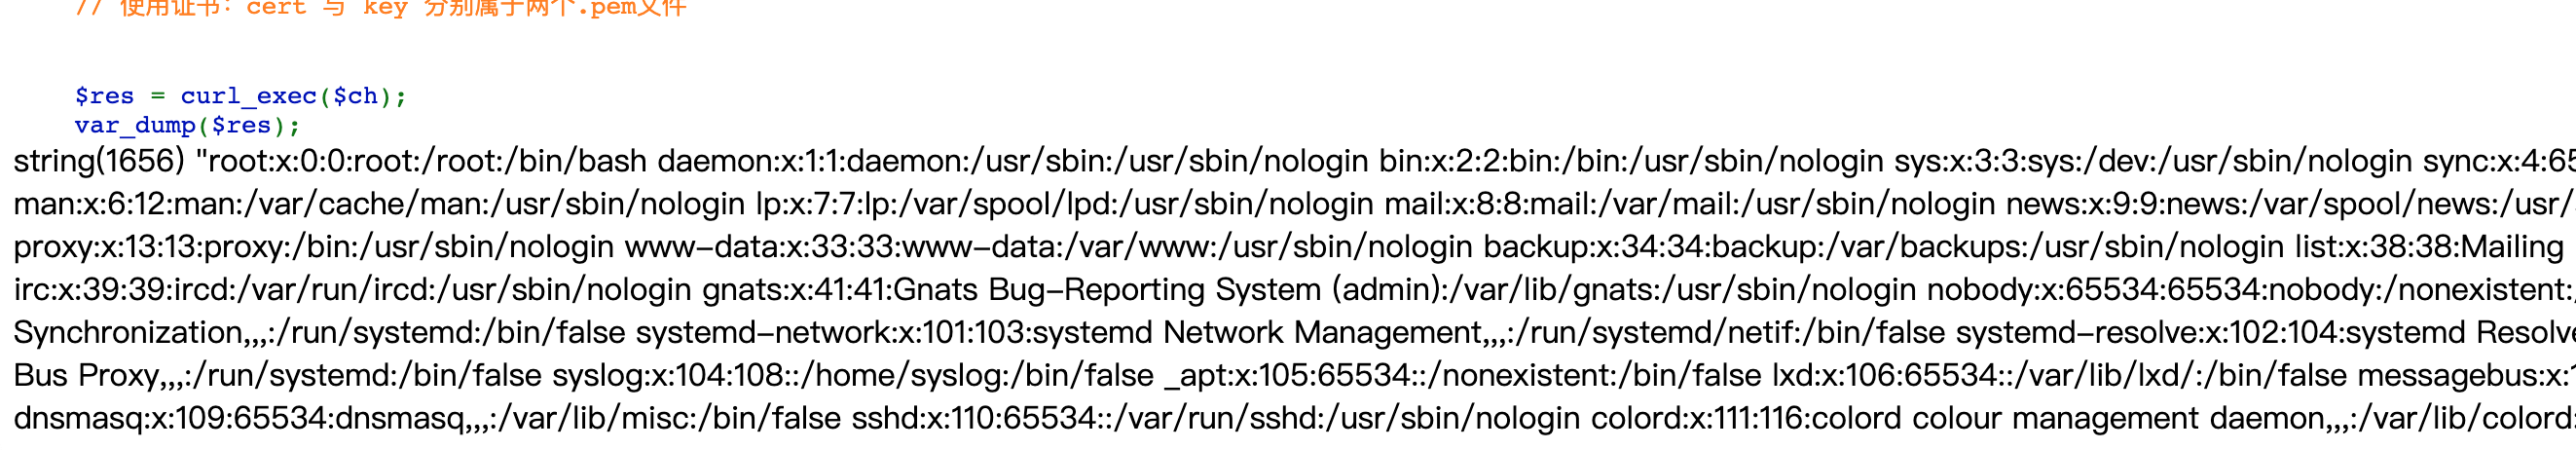 // 使用证书：cert 与 key 分别属于两个.pem文件
$res = curl_exec($ch);
var_dump($res);
string(1656) "root:x:0:0:root:/root:/bin/bash daemon:x:1:1:daemon:/usr/sbin:/usr/sbin/nologin bin:x:2:2:bin:/bin:/usr/sbin/nologin sys:x:3:3:sys:/dev:/usr/sbin/nologin sync:x:4:65
man:x:6:12:man:/var/cache/man:/usr/sbin/nologin lp:x:7:7:lp:/var/spool/lpd:/usr/sbin/nologin mail:x:8:8:mail:/var/mail:/usr/sbin/nologin news:x:9:9:news:/var/spool/news:/usr/
proxy:x:13:13:proxy:/bin:/usr/sbin/nologin www-data:x:33:33:www-data:/var/www:/usr/sbin/nologin backup:x:34:34:backup:/var/backups:/usr/sbin/nologin list:x:38:38:Mailing
irc:x:39:39:ircd:/var/run/ircd:/usr/sbin/nologin gnats:x:41:41:Gnats Bug-Reporting System (admin):/var/lib/gnats:/usr/sbin/nologin nobody:x:65534:65534:nobody:/nonexistent:/
Synchronization,,,:/run/systemd:/bin/false systemd-network:x:101:103:systemd Network Management,,,:/run/systemd/netif:/bin/false systemd-resolve:x:102:104:systemd Resolve
Bus Proxy,,,:/run/systemd:/bin/false syslog:x:104:108::/home/syslog:/bin/false _apt:x:105:65534::/nonexistent:/bin/false lxd:x:106:65534::/var/lib/lxd/:/bin/false messagebus:x:1
dnsmasq:x:109:65534:dnsmasq,,,:/var/lib/misc:/bin/false sshd:x:110:65534::/var/run/sshd:/usr/sbin/nologin colord:x:111:116:colord colour management daemon,,,:/var/lib/colord: